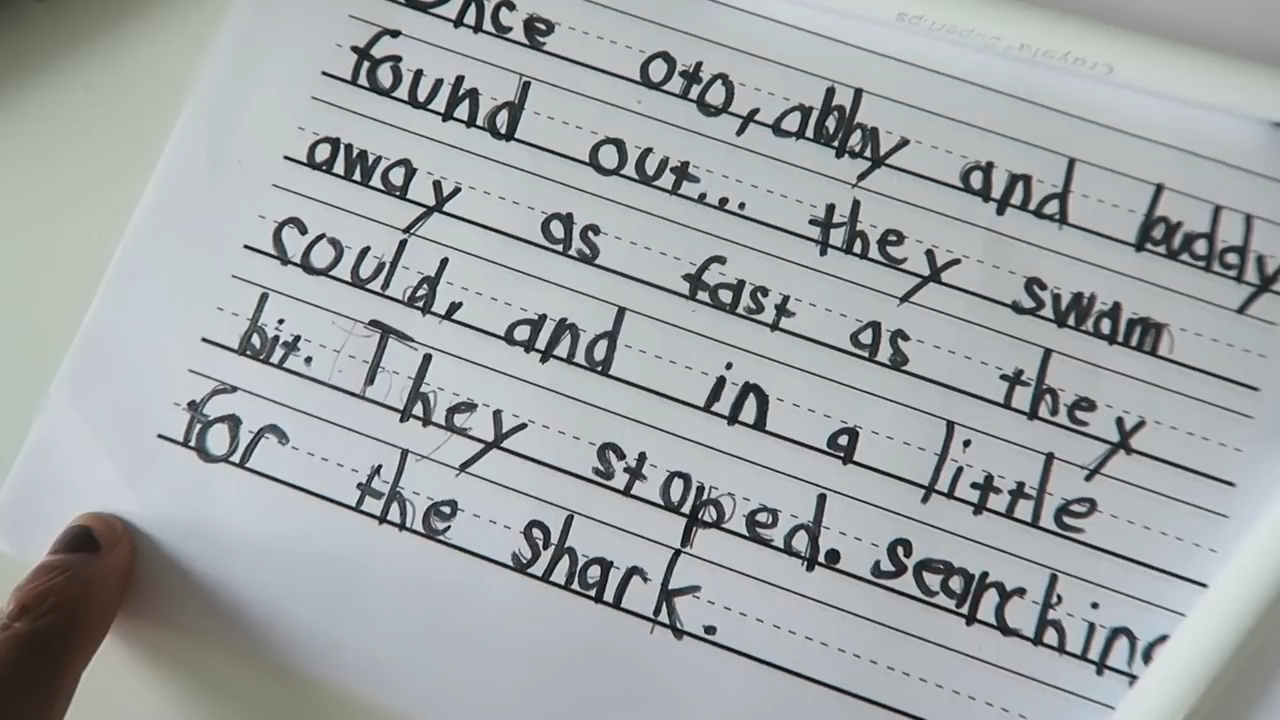 Once oto, abby and buddy
found out... they swam
away as fast as they
could, and in a little
bit. They stoped. searching
for the shark.